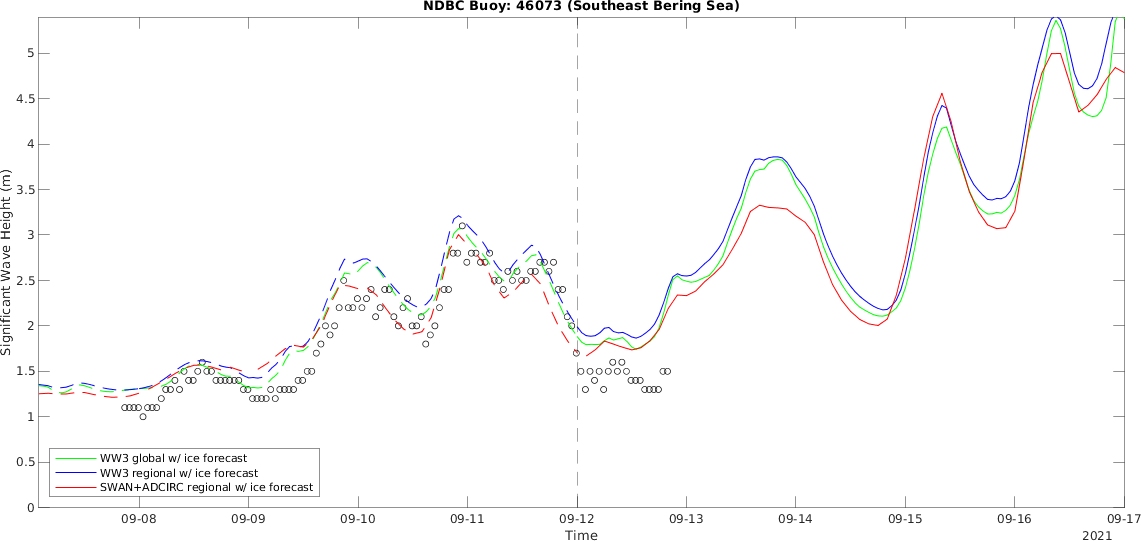 NDBC Buoy: 46073 (Southeast Bering Sea)
Significant Wave Height (m)
5
4.5
4
3.5
3
2.5
2
1.5
1
0.5
0
WW3 global w/ ice forecast
WW3 regional w/ ice forecast
SWAN+ADCIRC regional w/ ice forecast
09-08 09-09 09-10 09-11 09-12 09-13 09-14 09-15 09-16 09-17
Time
2021